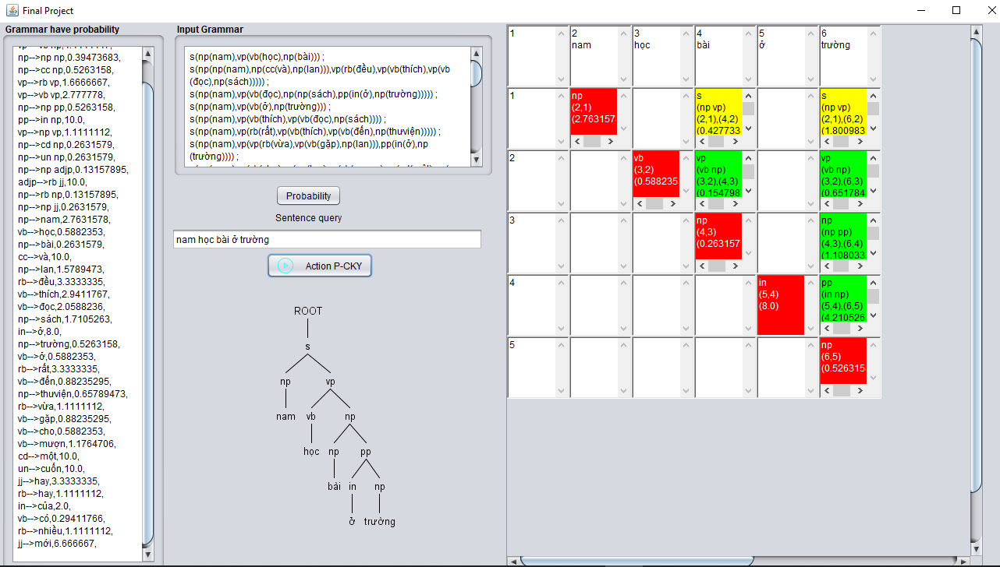 Final Project
Grammar have probability
np-->np np,0.39473683,
np-->cc np,0.5263158,
vp-->rb vp,1.6666667,
vp-->vb vp,2.777778,
np-->np pp,0.5263158,
pp-->in np,10.0,
vp-->np vp,1.1111112,
np-->cd np,0.2631579,
np-->un np,0.2631579,
np-->np adjp,0.13157895,
adjp-->rb jj,10.0,
np-->rb np,0.13157895,
np-->np jj,0.2631579,
np-->nam,2.7631578,
vb-->học,0.5882353,
np-->bài,0.2631579,
cc-->và,10.0,
np-->lan,1.5789473,
rb-->đều,3.3333335,
vb-->thích,2.9411767,
vb-->đọc,2.0588236,
np-->sách,1.7105263,
in-->ở,8.0,
np-->trường,0.5263158,
vb-->ở,0.5882353,
rb-->rất,3.3333335,
vb-->đến,0.88235295,
np-->thuviện,0.65789473,
rb-->vừa,1.1111112,
vb-->gặp,0.88235295,
vb-->cho,0.5882353,
vb-->mượn,1.1764706,
cd-->một,10.0,
un-->cuốn,10.0,
jj-->hay,3.3333335,
rb-->hay,1.1111112,
in-->của,2.0,
vb-->có,0.29411766,
rb-->nhiều,1.1111112,
jj-->mới,6.666667,
Input Grammar
s(np(nam),vp(vb(học),np(bài))) ;
s(np(np(nam),np(cc(và),np(lan))),vp(rb(đều),vp(vb(thích),vp(vb
(đọc),np(sách))))) ;
s(np(nam),vp(vb(đọc),np(np(sách),pp(in(ở),np(trường))))) ;
s(np(nam),vp(vb(ở),np(trường))) ;
s(np(nam),vp(vb(thích),vp(vb(đọc),np(sách)))) ;
s(np(nam),vp(rb(rất),vp(vb(thích),vp(vb(đến),np(thuviện))))) ;
s(np(nam),vp(vp(rb(vừa),vp(vb(gặp),np(lan))),pp(in(ở),np
(trường)))) ;
Probability
Sentence query
nam học bài ở trường
Action P-CKY
ROOT
s
np vp
nam vb np
học np pp
bài in np
ở trường
1 2 3 4 5 6
nam học bài ở trường
1 np s s
(2,1) (np vp) (np vp)
(2.763157 (2,1),(4,2) (2,1),(6,2)
(0.427733 (1.800983
2 vb vp vp
(3,2) (vb np) (vb np)
(0.588235 (3,2),(4,3) (3,2),(6,3)
(0.154798 (0.651784
3 np np
(4,3) (np pp)
(0.263157 (4,3),(6,4)
(1.108033
4 in pp
(5,4) (in np)
(8.0) (5,4),(6,5)
(4.210526
5 np
(6,5)
(0.526315